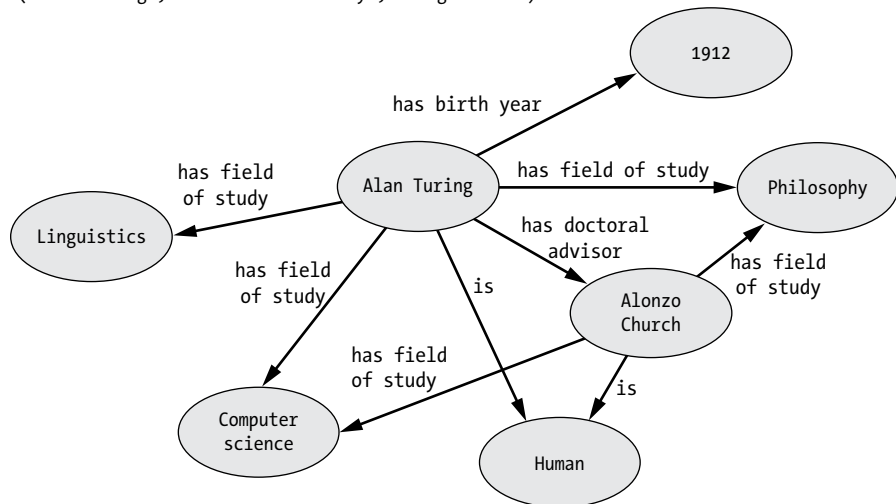 1912
has birth year
has field
of study
Alan Turing
has field of study
Philosophy
Linguistics
has doctoral
advisor
has field
of study
has field
of study
is
Alonzo
Church
has field
of study
is
Computer
science
Human